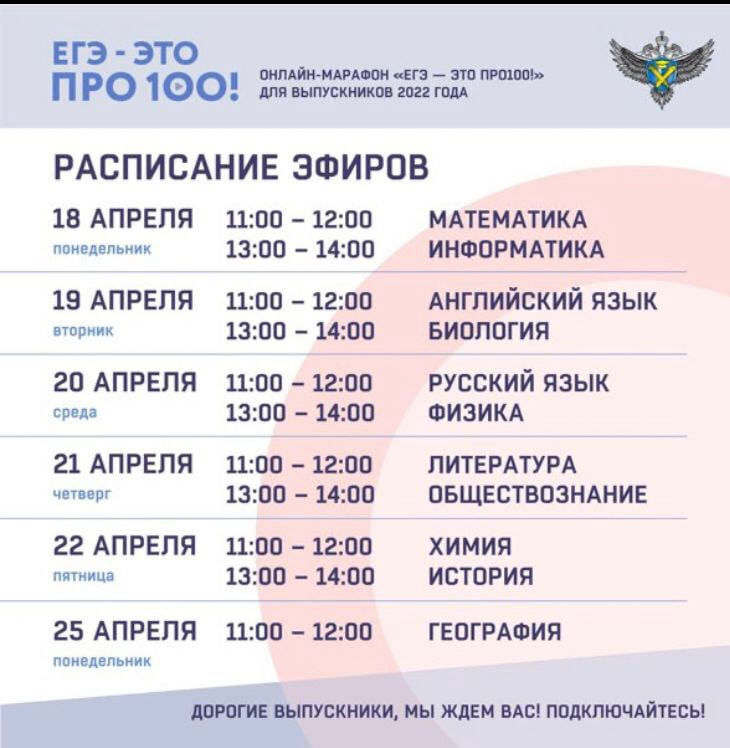 ЕГЭ - ЭТО
ПРО 100!
ОНЛАЙН-МАРАФОН «ЕГЭ — ЭТО ПРО100!»
ДЛЯ ВЫПУСКНИКОВ 2022 ГОДА
РАСПИСАНИЕ ЭФИРОВ
18 АПРЕЛЯ 11:00 – 12:00 МАТЕМАТИКА
понедельник 13:00 – 14:00 ИНФОРМАТИКА
19 АПРЕЛЯ 11:00 – 12:00 АНГЛИЙСКИЙ ЯЗЫК
вторник 13:00 – 14:00 БИОЛОГИЯ
20 АПРЕЛЯ 11:00 – 12:00 РУССКИЙ ЯЗЫК
среда 13:00 – 14:00 ФИЗИКА
21 АПРЕЛЯ 11:00 – 12:00 ЛИТЕРАТУРА
четверг 13:00 – 14:00 ОБЩЕСТВОЗНАНИЕ
22 АПРЕЛЯ 11:00 – 12:00 ХИМИЯ
пятница 13:00 – 14:00 ИСТОРИЯ
25 АПРЕЛЯ 11:00 – 12:00 ГЕОГРАФИЯ
понедельник
ДОРОГИЕ ВЫПУСКНИКИ, МЫ ЖДЕМ ВАС! ПОДКЛЮЧАЙТЕСЬ!